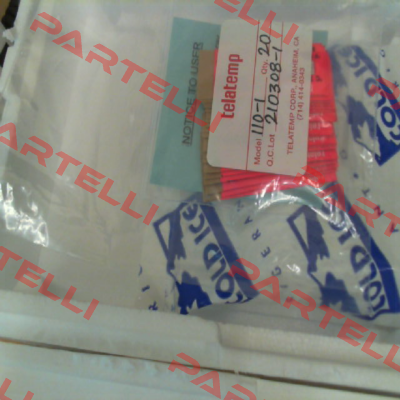 PARTELLI
NOTICE TO USER
telatemp
Model 110-1 Qty. 20
Q.C. Lot 210308-1
TELATEMP CORP., ANAHEIM, CA
(714) 414-0343
COLD ICE
PARTELLI
COLD ICE
COLD ICE
PARTELLI
PARTELLI